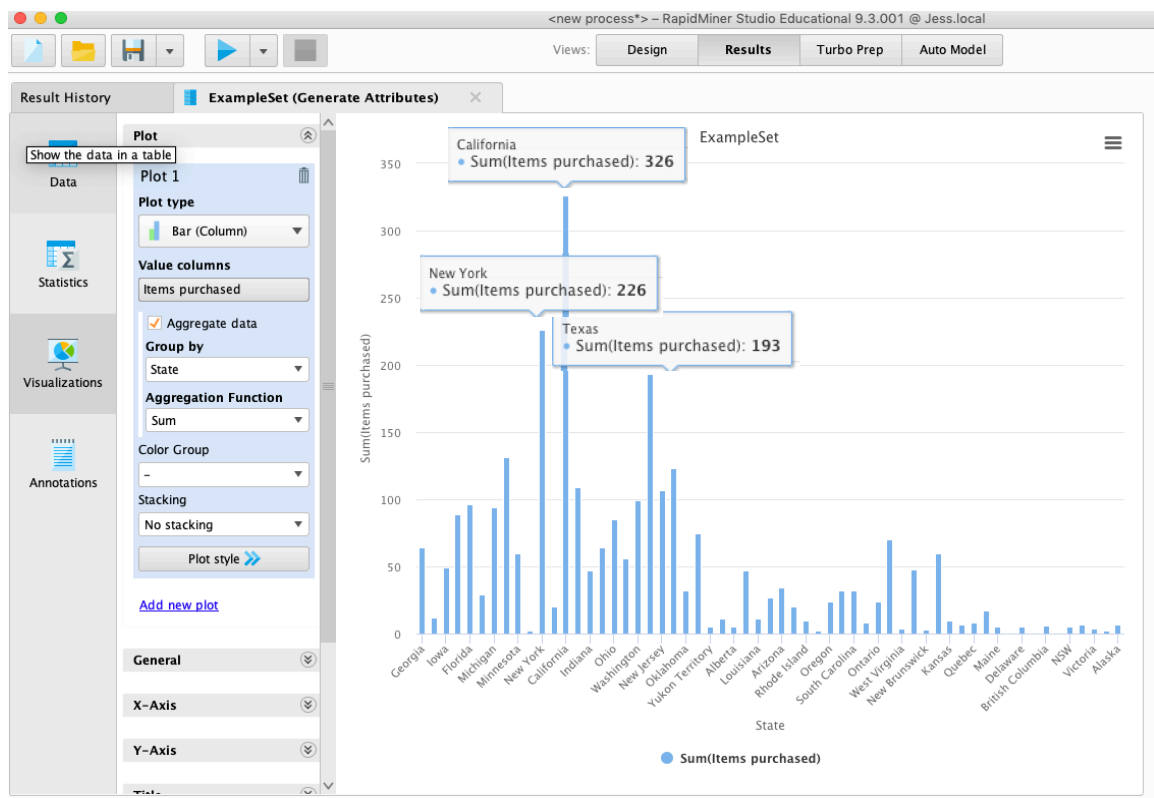 <new process*> – RapidMiner Studio Educational 9.3.001 @ Jess.local
Views: Design Results Turbo Prep Auto Model
Result History
ExampleSet (Generate Attributes)
Show the data in a table
Data
Statistics
Visualizations
Annotations
Plot
Plot 1
Plot type
Bar (Column)
Value columns
Items purchased
Aggregate data
Group by
State
Aggregation Function
Sum
Color Group
–
Stacking
No stacking
Plot style
Add new plot
General
X-Axis
Y-Axis
ExampleSet
California
Sum(Items purchased): 326
New York
Sum(Items purchased): 226
Texas
Sum(Items purchased): 193
Sum(Items purchased)
350
300
250
200
150
100
50
0
Georgia
Iowa
Florida
Michigan
Minnesota
New York
California
Indiana
Ohio
Washington
New Jersey
Oklahoma
Yukon Territory
Alberta
Louisiana
Arizona
Rhode Island
Oregon
South Carolina
Ontario
West Virginia
New Brunswick
Kansas
Quebec
Maine
Delaware
British Columbia
NSW
Victoria
Alaska
State
Sum(Items purchased)